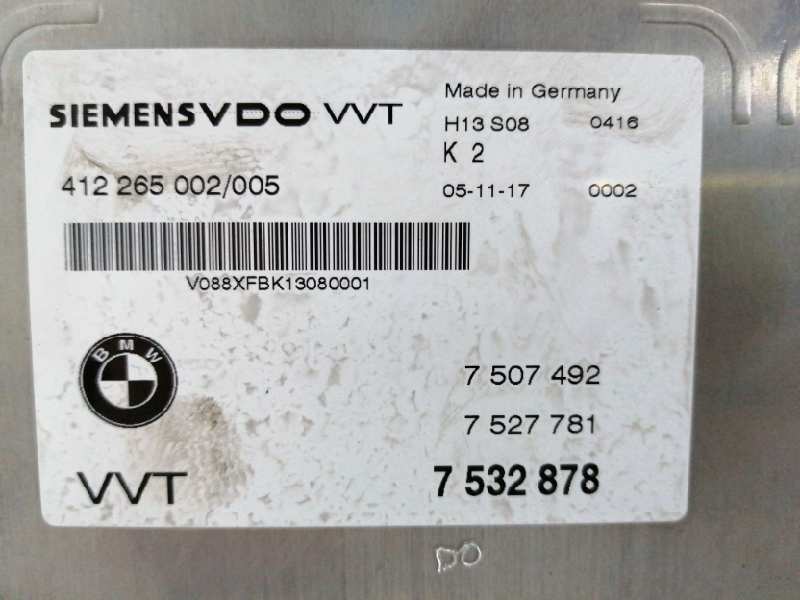 Made in Germany
SIEMENS VDO VVT
H13 S08 0416
K 2
412 265 002/005
05-11-17 0002
V088XFBK13080001
BMW
7 507 492
7 527 781
VVT
7 532 878
DO